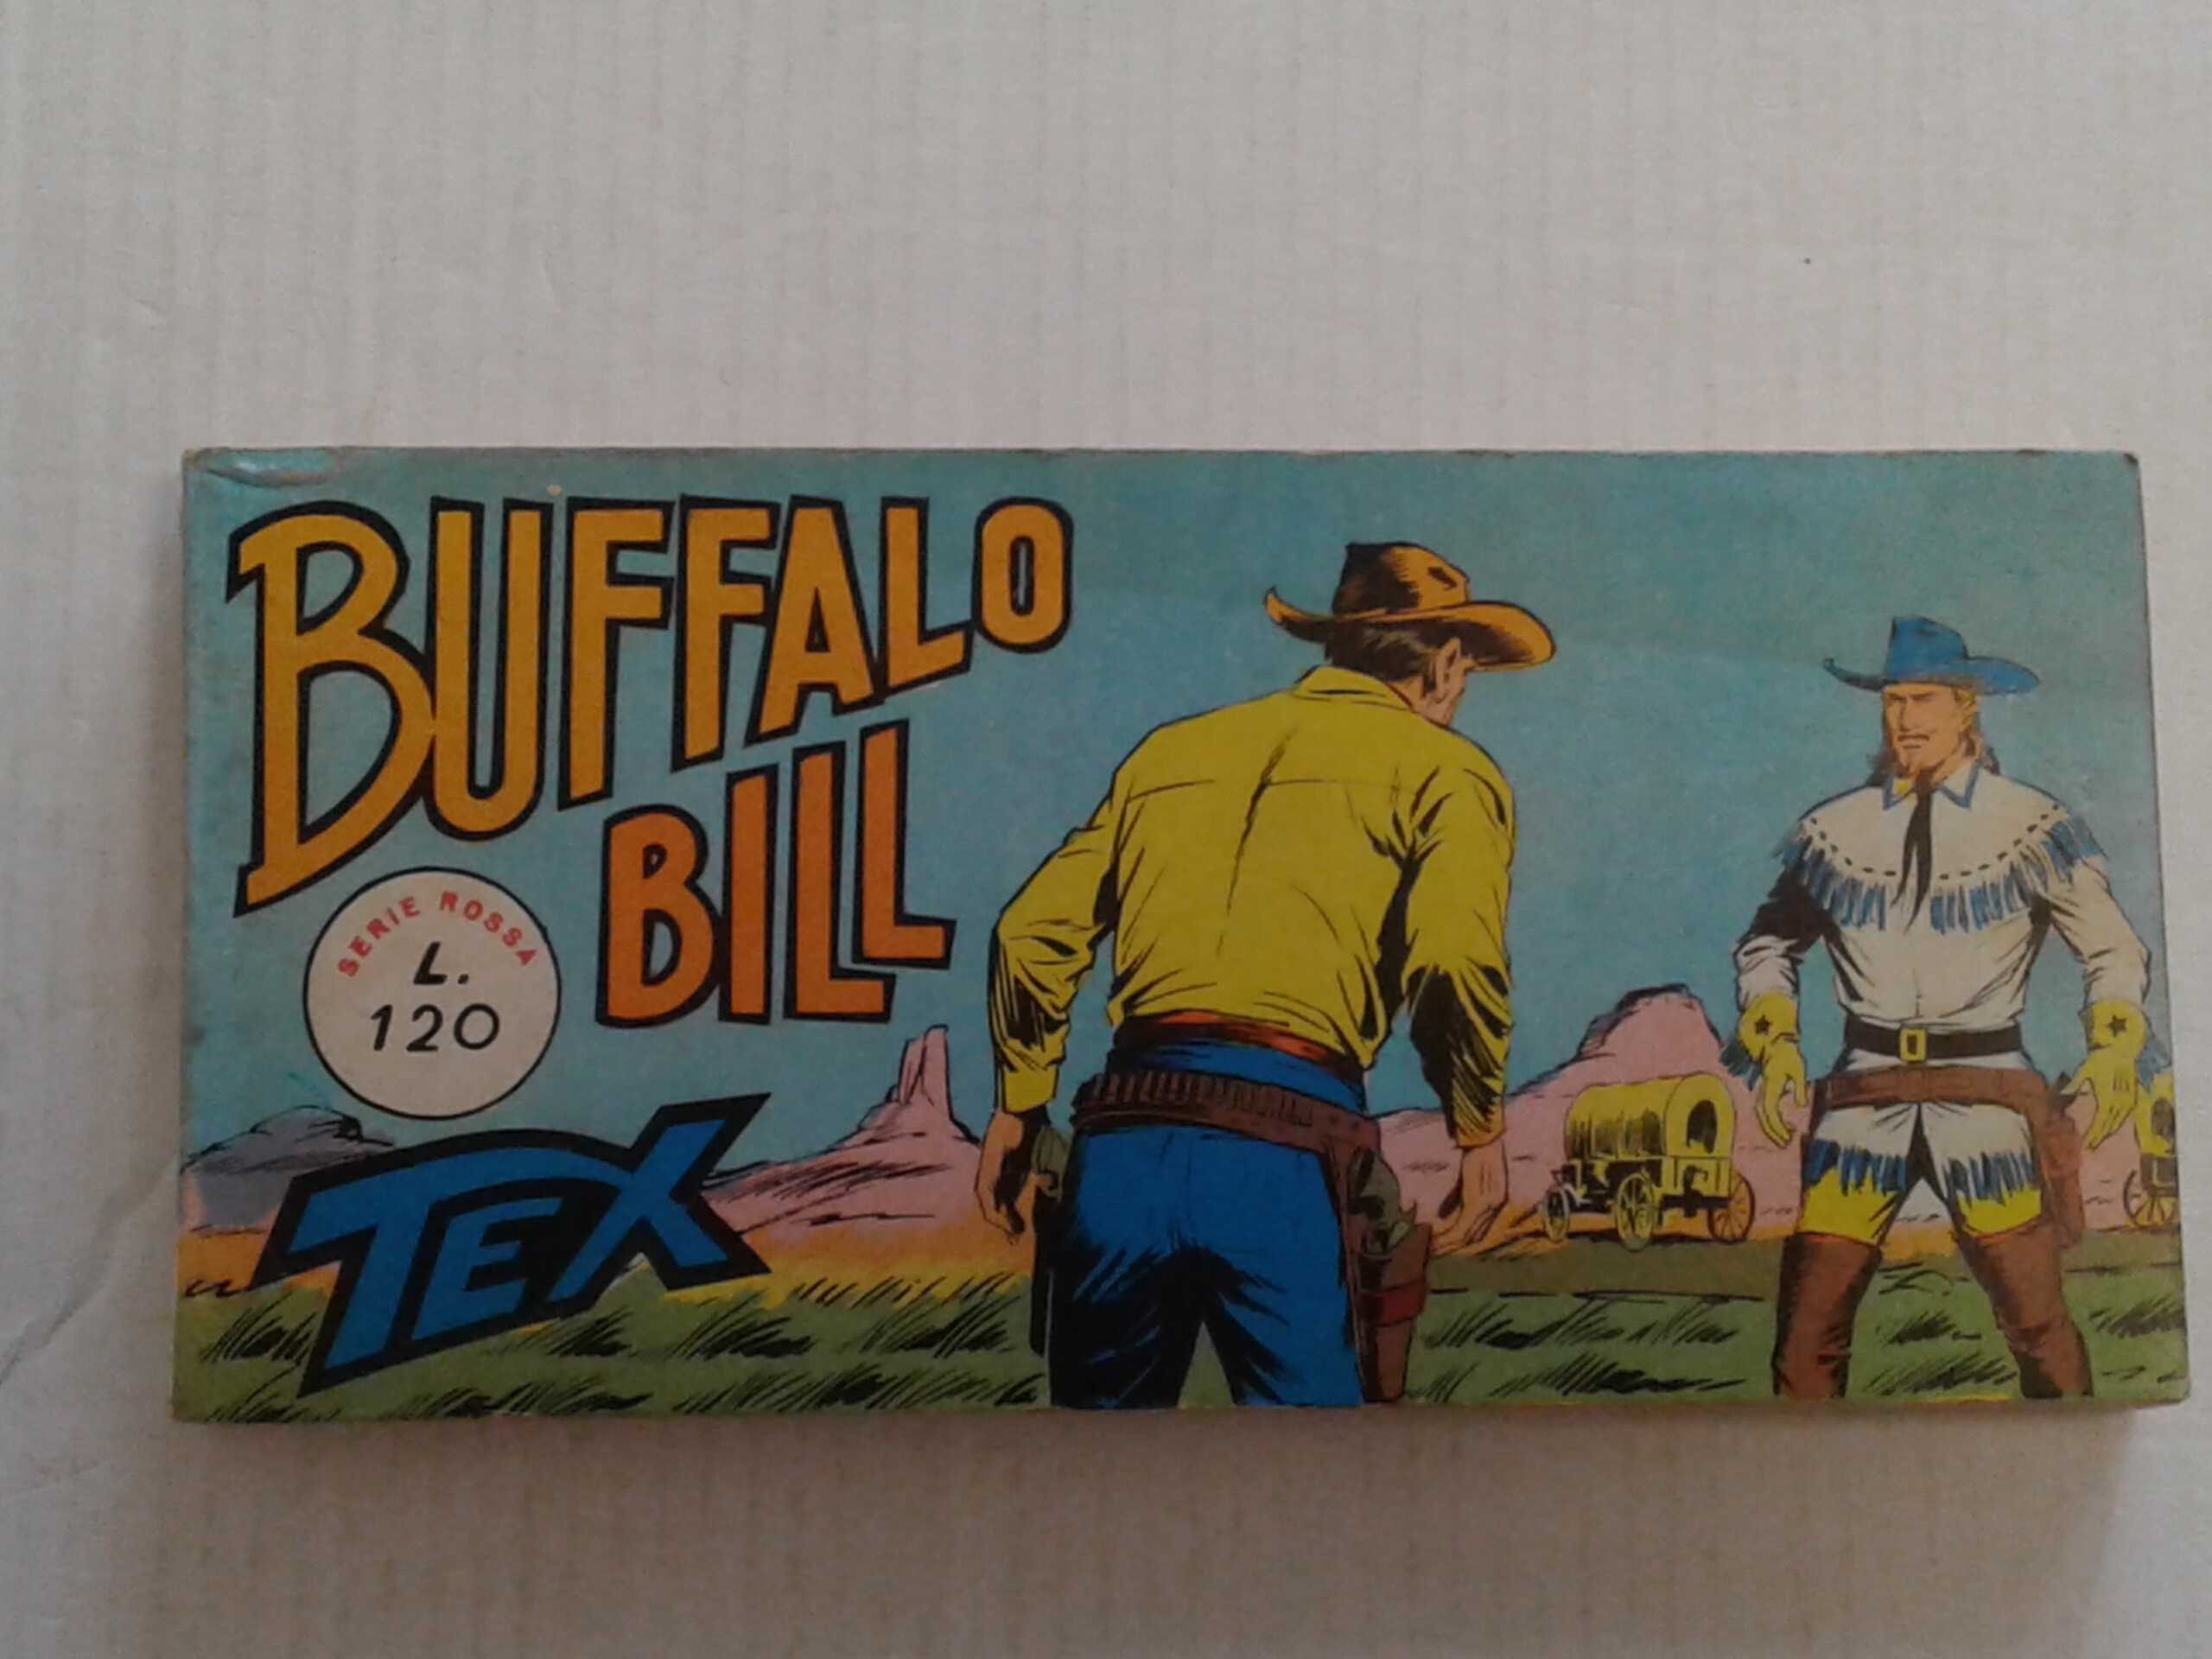 BUFFALO
BILL
SERIE ROSSA
L.
120
TEX